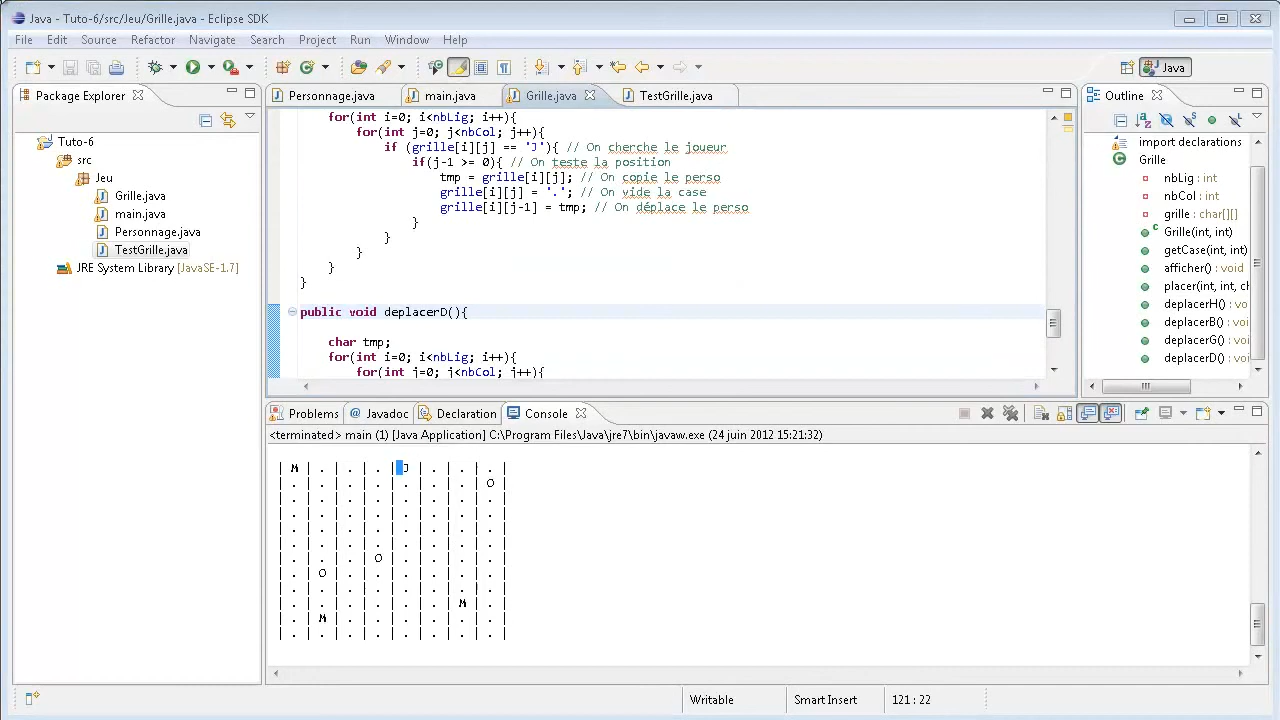 Java - Tuto-6/src/Jeu/Grille.java - Eclipse SDK
File Edit Source Refactor Navigate Search Project Run Window Help
Java
Package Explorer
Tuto-6
src
Jeu
Grille.java
main.java
Personnage.java
TestGrille.java
JRE System Library [JavaSE-1.7]
Personnage.java main.java Grille.java TestGrille.java
for(int i=0; i<nbLig; i++){
for(int j=0; j<nbCol; j++){
if (grille[i][j] == 'J'){ // On cherche le joueur
if(j-1 >= 0){ // On teste la position
tmp = grille[i][j]; // On copie le perso
grille[i][j] = '.'; // On vide la case
grille[i][j-1] = tmp; // On déplace le perso
}
}
}
}
}
public void deplacerD(){
char tmp;
for(int i=0; i<nbLig; i++){
for(int j=0; j<nbCol; j++){
Outline
import declarations
Grille
nbLig : int
nbCol : int
grille : char[][]
Grille(int, int)
getCase(int, int)
afficher() : void
placer(int, int, ch
deplacerH() : vo
deplacerB() : voi
deplacerG() : voi
deplacerD() : voi
Problems Javadoc Declaration Console
<terminated> main (1) [Java Application] C:\Program Files\Java\jre7\bin\javaw.exe (24 juin 2012 15:21:32)
| M | . | . | . | J | . | . | . |
| . | . | . | . | . | . | . | O |
| . | . | . | . | . | . | . | . |
| . | . | . | . | . | . | . | . |
| . | . | . | . | . | . | . | . |
| . | . | . | . | . | . | . | . |
| . | . | . | O | . | . | . | . |
| . | O | . | . | . | . | . | . |
| . | . | . | . | . | . | . | . |
| . | . | . | . | . | . | M | . |
| . | M | . | . | . | . | . | . |
| . | . | . | . | . | . | . | . |
Writable Smart Insert 121 : 22